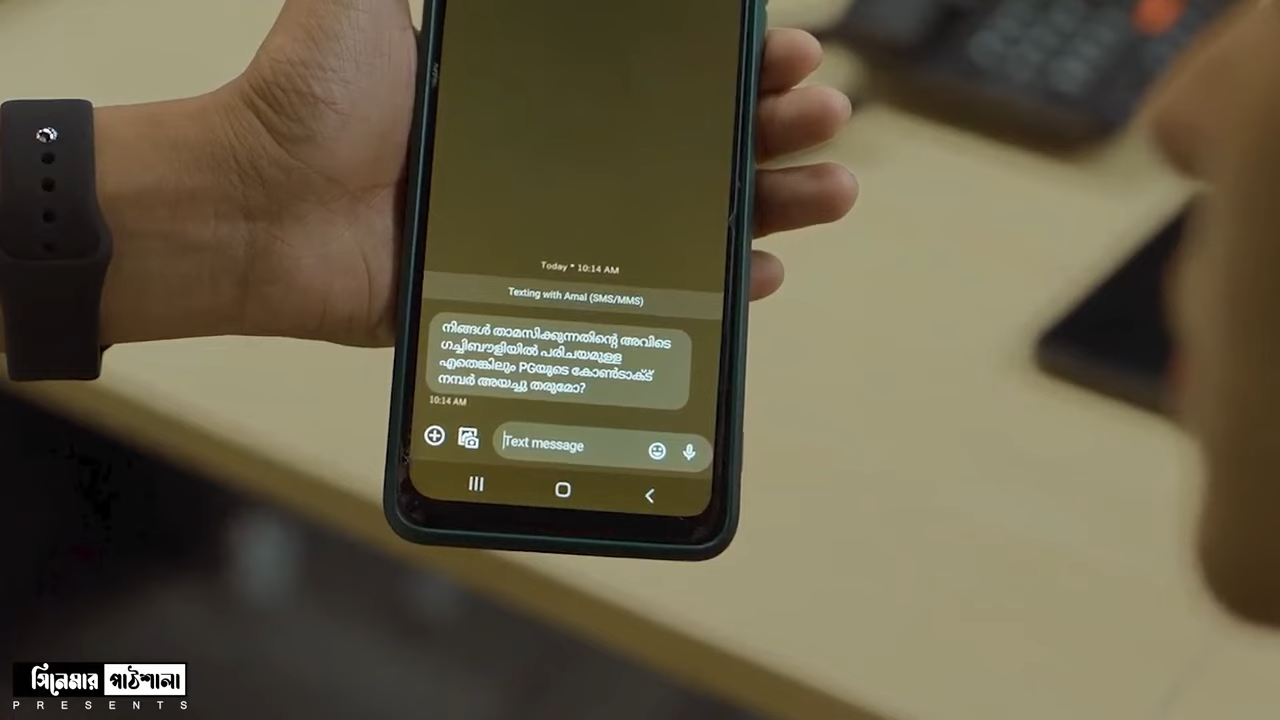 Today • 10:14 AM
Texting with Amal (SMS/MMS)
നിങ്ങൾ താമസിക്കുന്നതിന്റെ അവിടെ
ഗച്ചിബൗളിയിൽ പരിചയമുള്ള
എതെങ്കിലും PGയുടെ കോൺടാക്ട്
നമ്പർ അയച്ചു തരുമോ?
10:14 AM
Text message
সিনেমার পাঠশালা
PRESENTS